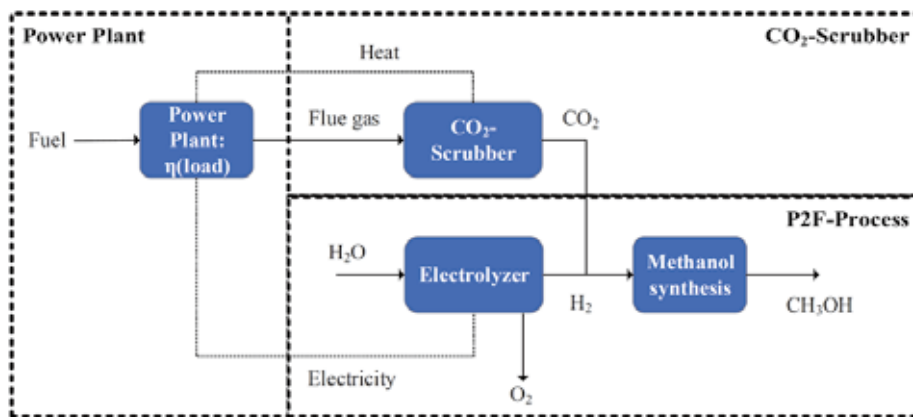 Power Plant
CO₂-Scrubber
Heat
Fuel
Power
Plant:
η(load)
Flue gas
CO₂-
Scrubber
CO₂
P2F-Process
H₂O
Electrolyzer
H₂
Methanol
synthesis
CH₃OH
Electricity
O₂